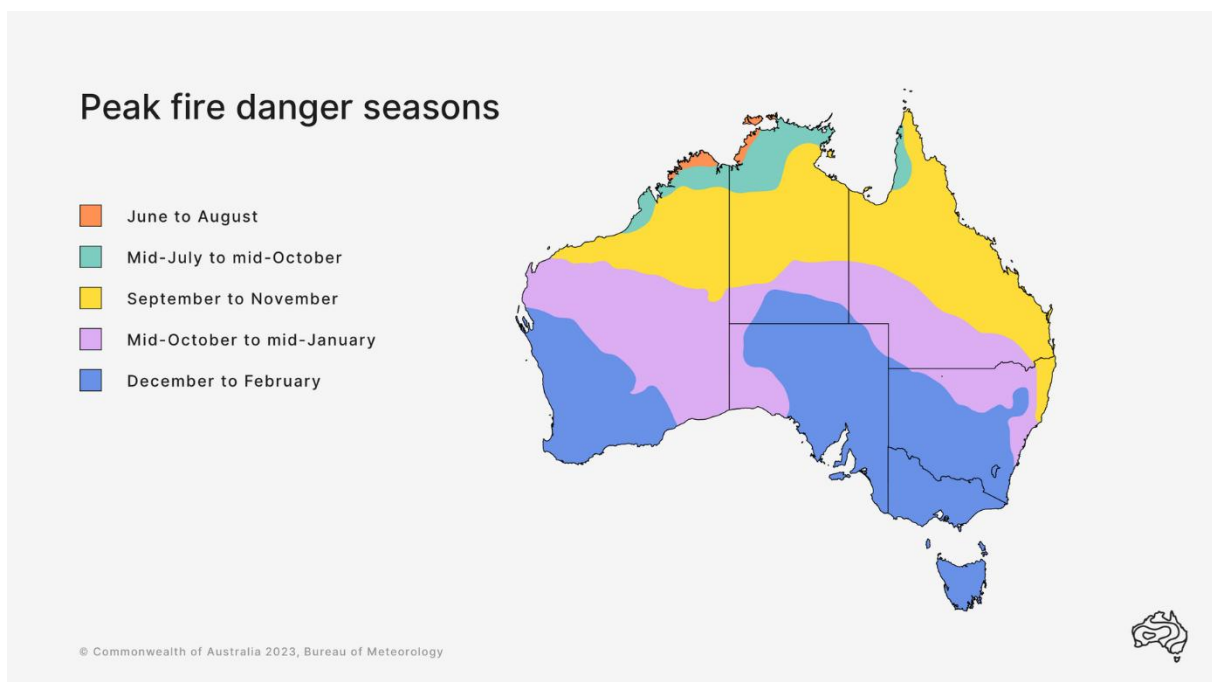 Peak fire danger seasons
June to August
Mid-July to mid-October
September to November
Mid-October to mid-January
December to February
© Commonwealth of Australia 2023, Bureau of Meteorology